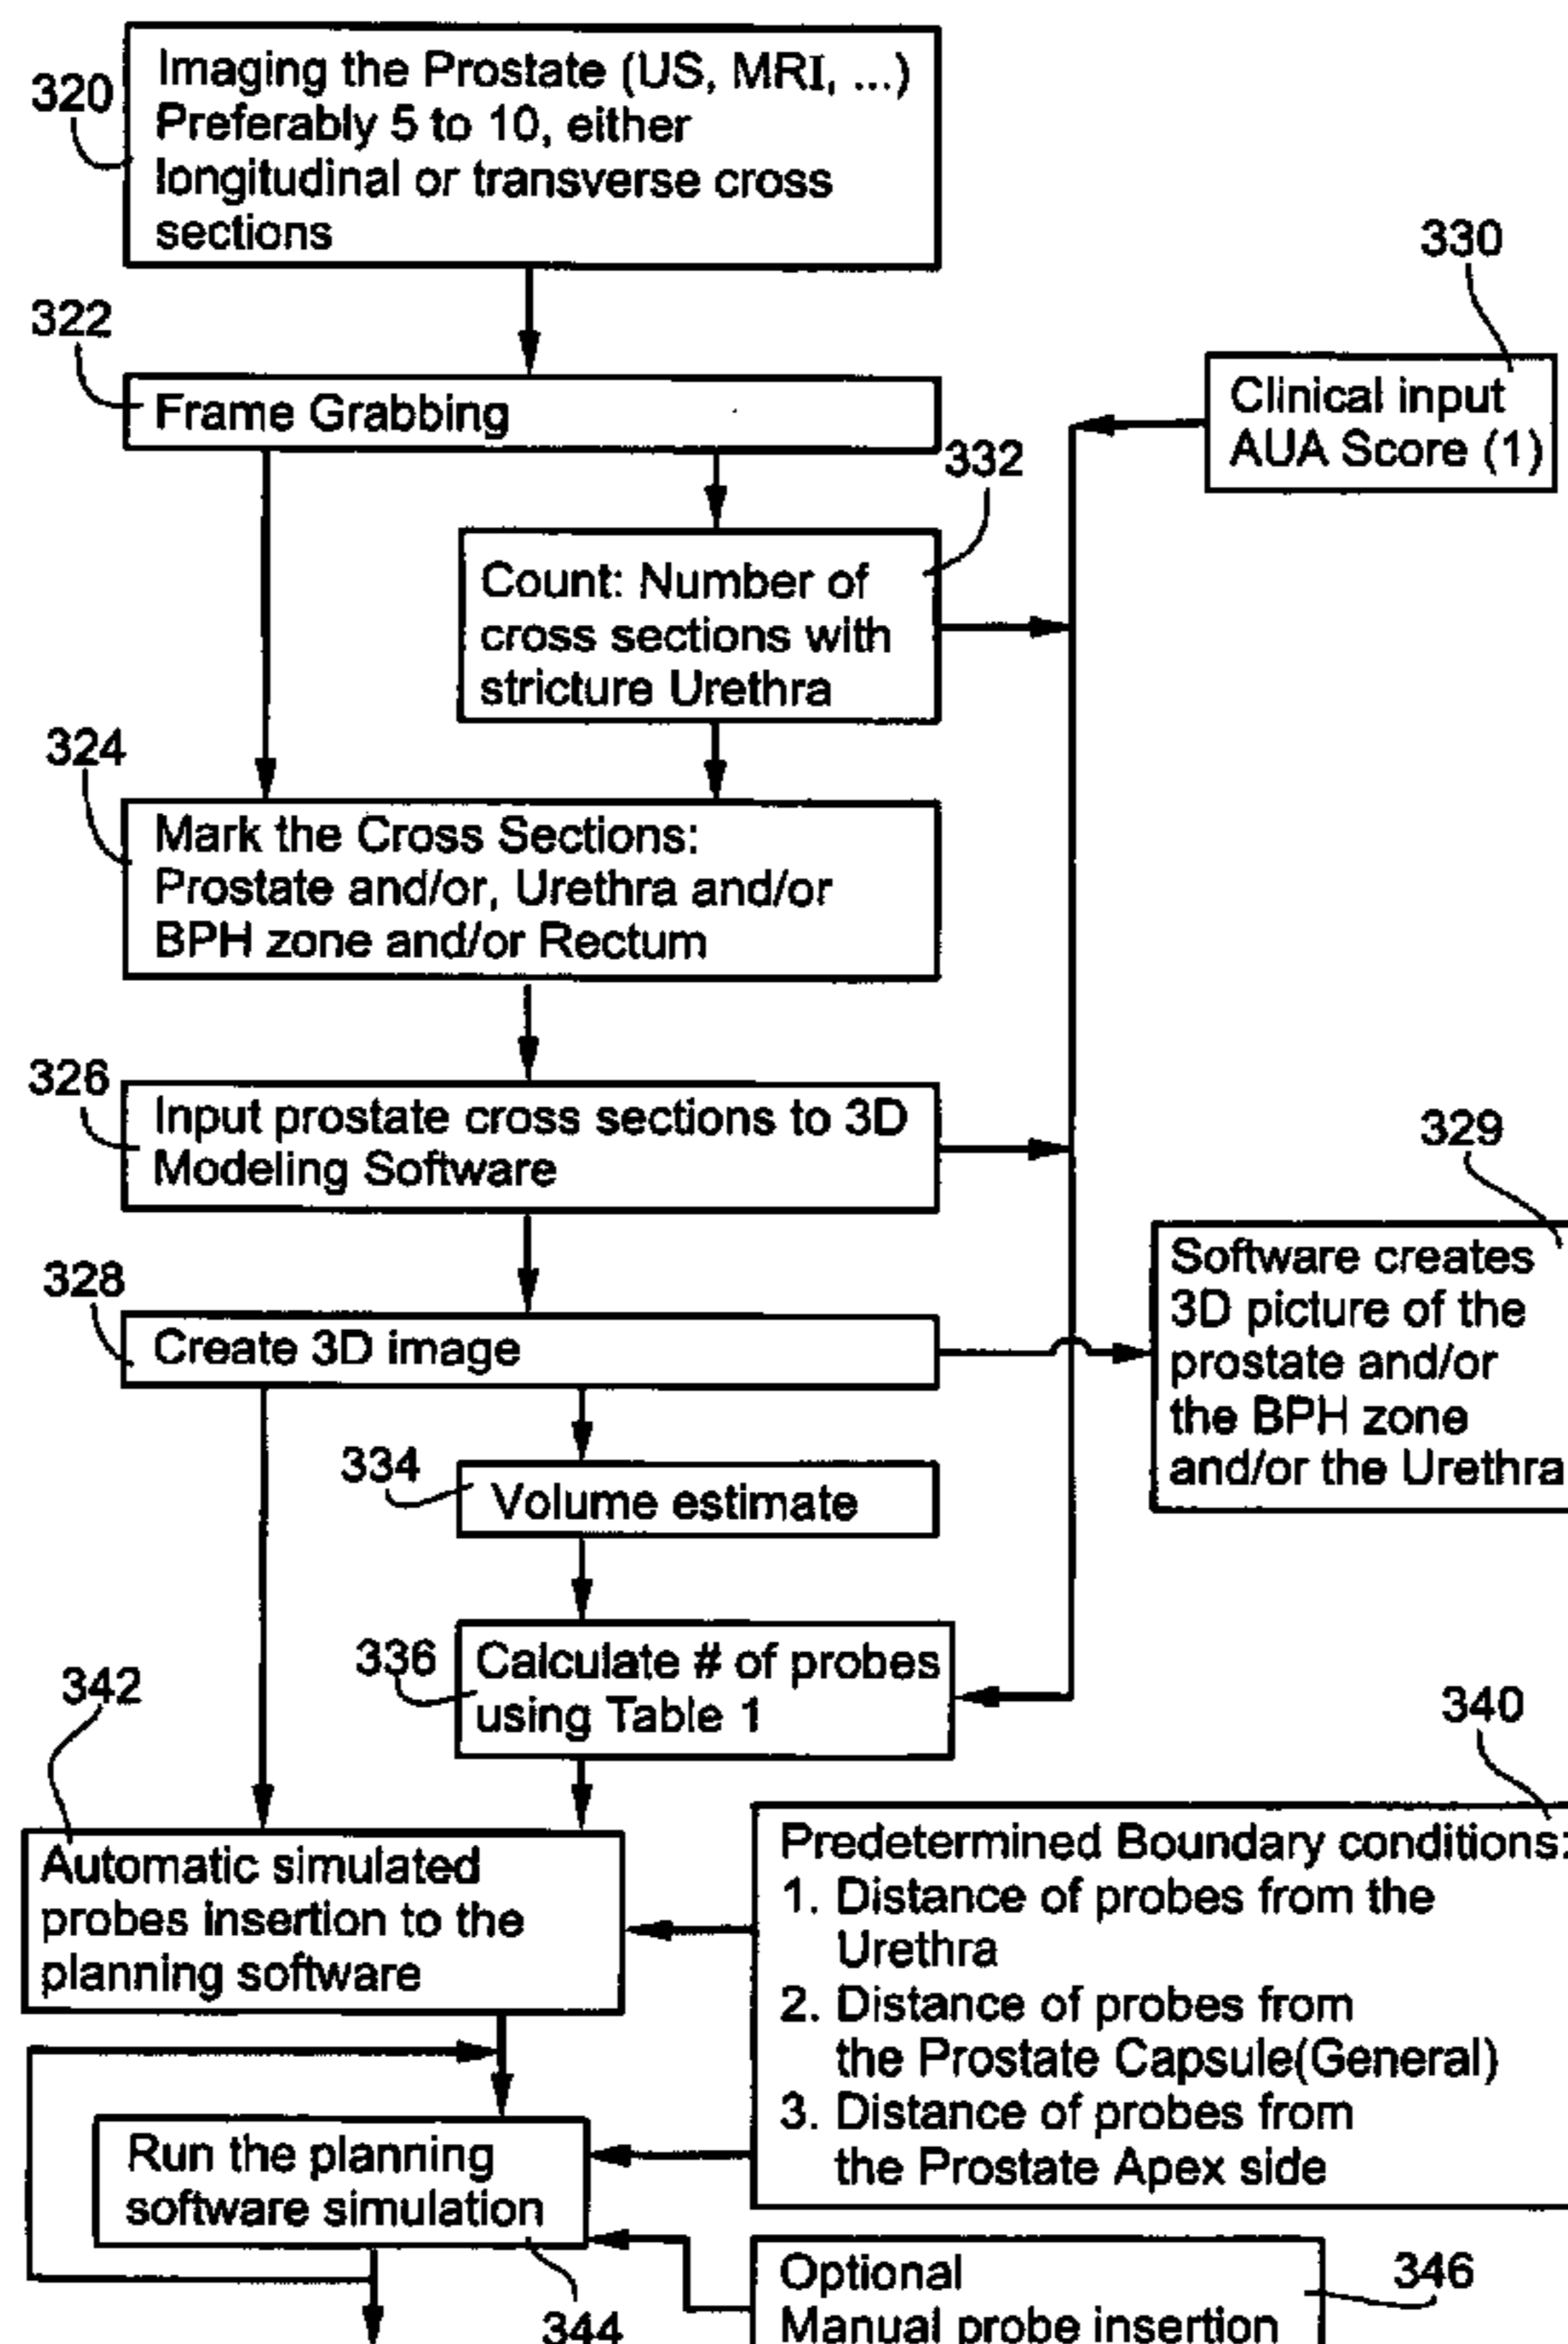 320
Imaging the Prostate (US, MRI, ...)
Preferably 5 to 10, either
longitudinal or transverse cross
sections
322
Frame Grabbing
330
Clinical input
AUA Score (1)
332
Count: Number of
cross sections with
stricture Urethra
324
Mark the Cross Sections:
Prostate and/or, Urethra and/or
BPH zone and/or Rectum
326
Input prostate cross sections to 3D
Modeling Software
328
Create 3D image
329
Software creates
3D picture of the
prostate and/or
the BPH zone
and/or the Urethra
334
Volume estimate
336
Calculate # of probes
using Table 1
342
Automatic simulated
probes insertion to the
planning software
340
Predetermined Boundary conditions:
1. Distance of probes from the
Urethra
2. Distance of probes from
the Prostate Capsule(General)
3. Distance of probes from
the Prostate Apex side
Run the planning
software simulation
344
Optional
Manual probe insertion
346